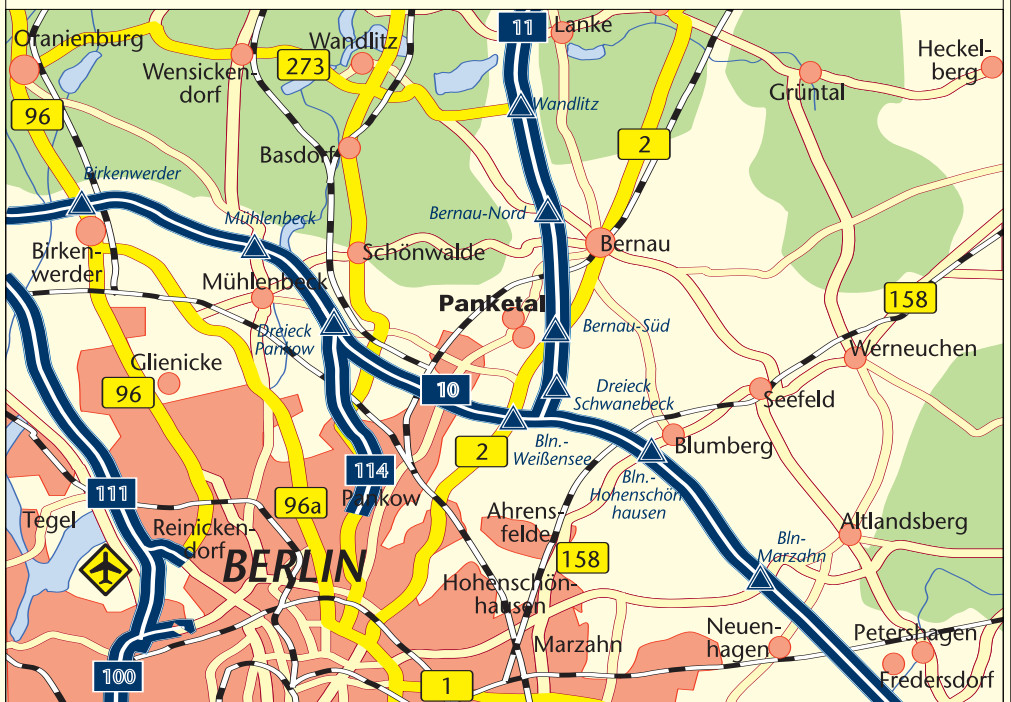 11
Lanke
Oranienburg
Wandlitz
Heckel-
berg
273
Wensicken-
dorf
Grüntal
96
Wandlitz
2
Basdorf
Birkenwerder
Mühlenbeck
Bernau-Nord
Bernau
Birken-
werder
Schönwalde
Mühlenbeck
Panketal
158
Dreieck
Pankow
Bernau-Süd
Werneuchen
Glienicke
96
10
Dreieck
Schwanebeck
Seefeld
2
Bln.-
Weißensee
Blumberg
114
Bln.-
Hohenschön
hausen
111
96a
Pankow
Tegel
Reinicken-
dorf
Ahrens-
felde
Altlandsberg
Bln-
Marzahn
BERLIN
158
Hohenschön-
hausen
Marzahn
Neuen-
hagen
Petershagen
100
1
Fredersdorf